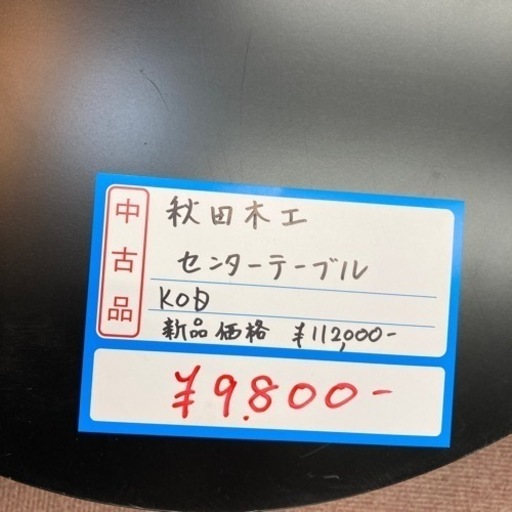 中古品
秋田木工
センターテーブル
KOA
新品価格 ¥112,000-
¥9,800-